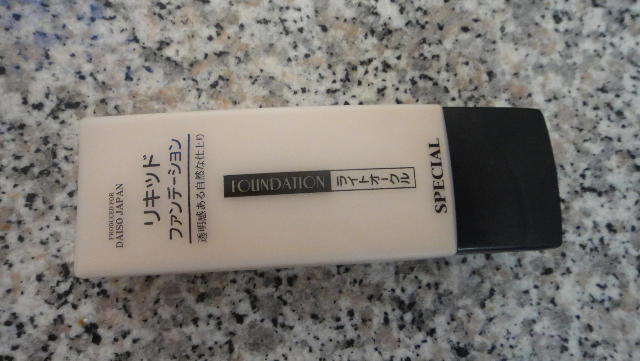 PRODUCED FOR
DAISO JAPAN
リキッド
ファンデーション
透明感ある自然な仕上り
FOUNDATION ライトオークル
SPECIAL